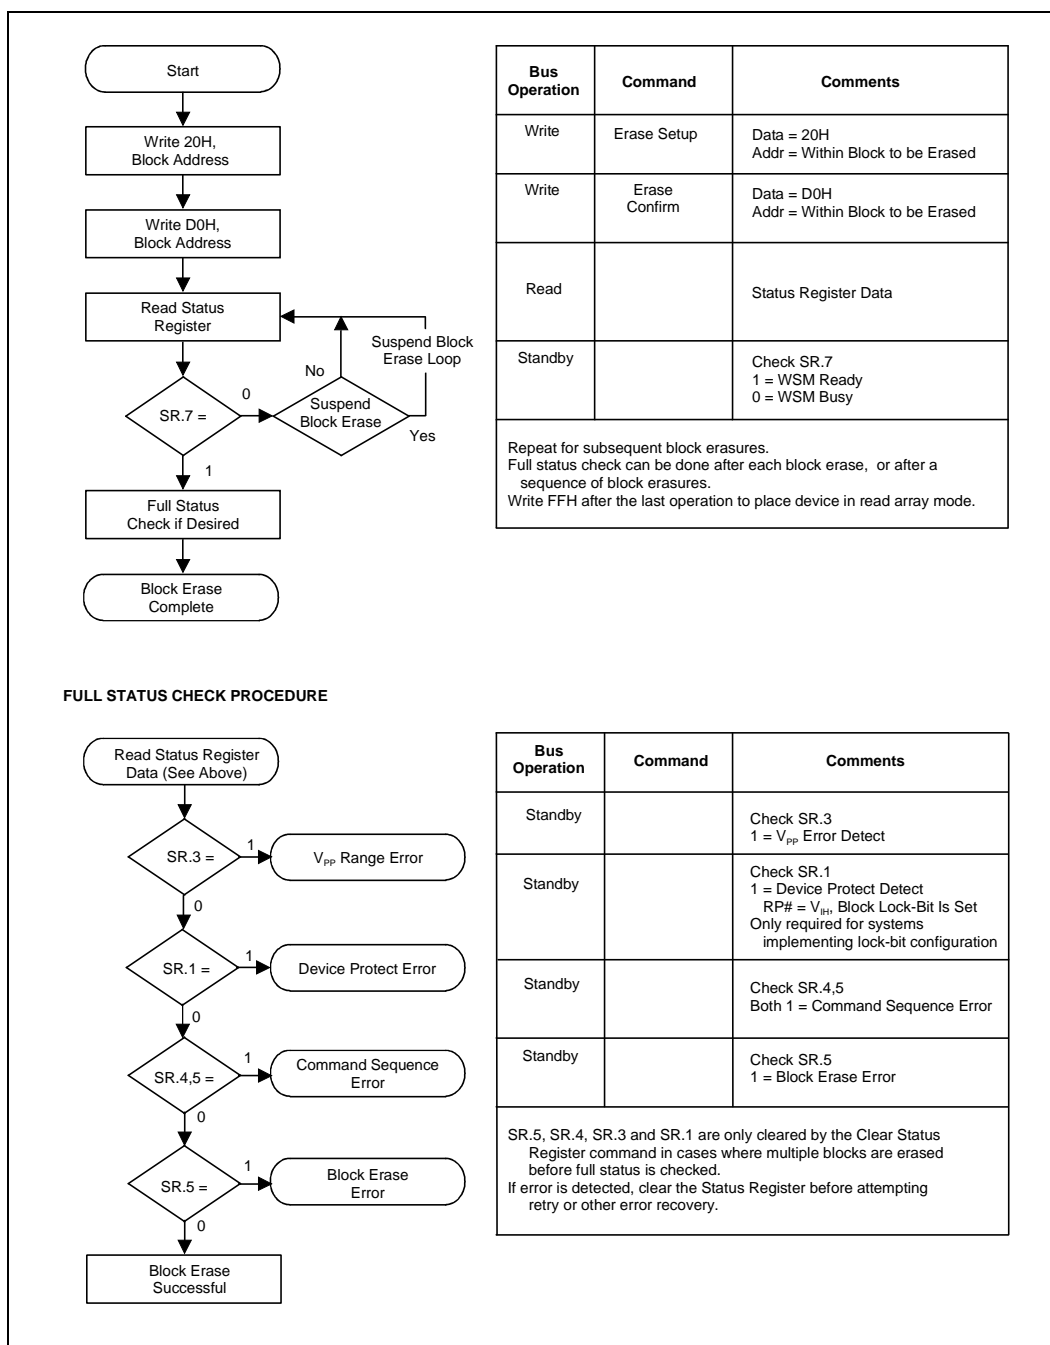 Start
Write 20H,
Block Address
Write D0H,
Block Address
Read Status
Register
Suspend Block
Erase Loop
No
0
SR.7 =
Suspend
Block Erase
Yes
1
Full Status
Check if Desired
Block Erase
Complete
Bus
Operation
Command
Comments
Write
Erase Setup
Data = 20H
Addr = Within Block to be Erased
Write
Erase
Confirm
Data = D0H
Addr = Within Block to be Erased
Read
Status Register Data
Standby
Check SR.7
1 = WSM Ready
0 = WSM Busy
Repeat for subsequent block erasures.
Full status check can be done after each block erase, or after a
sequence of block erasures.
Write FFH after the last operation to place device in read array mode.
FULL STATUS CHECK PROCEDURE
Read Status Register
Data (See Above)
SR.3 =
1
VPP Range Error
0
SR.1 =
1
Device Protect Error
0
SR.4,5 =
1
Command Sequence
Error
0
SR.5 =
1
Block Erase
Error
0
Block Erase
Successful
Bus
Operation
Command
Comments
Standby
Check SR.3
1 = VPP Error Detect
Standby
Check SR.1
1 = Device Protect Detect
RP# = VIH, Block Lock-Bit Is Set
Only required for systems
implementing lock-bit configuration
Standby
Check SR.4,5
Both 1 = Command Sequence Error
Standby
Check SR.5
1 = Block Erase Error
SR.5, SR.4, SR.3 and SR.1 are only cleared by the Clear Status
Register command in cases where multiple blocks are erased
before full status is checked.
If error is detected, clear the Status Register before attempting
retry or other error recovery.